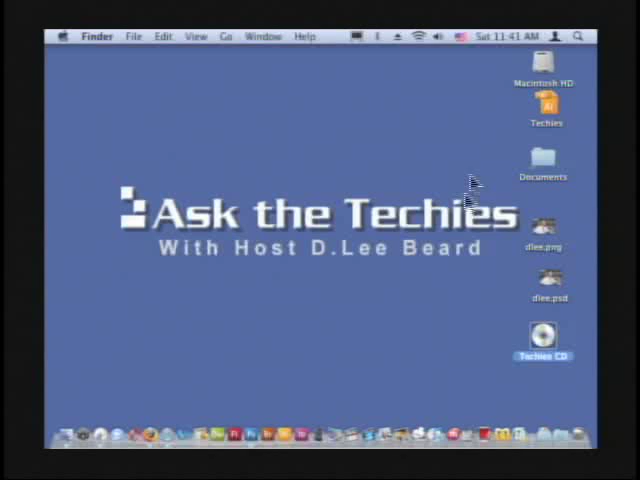 Finder File Edit View Go Window Help Sat 11:41 AM
Macintosh HD
Techies
Documents
Ask the Techies
With Host D.Lee Beard
dlee.png
dlee.psd
Techies CD